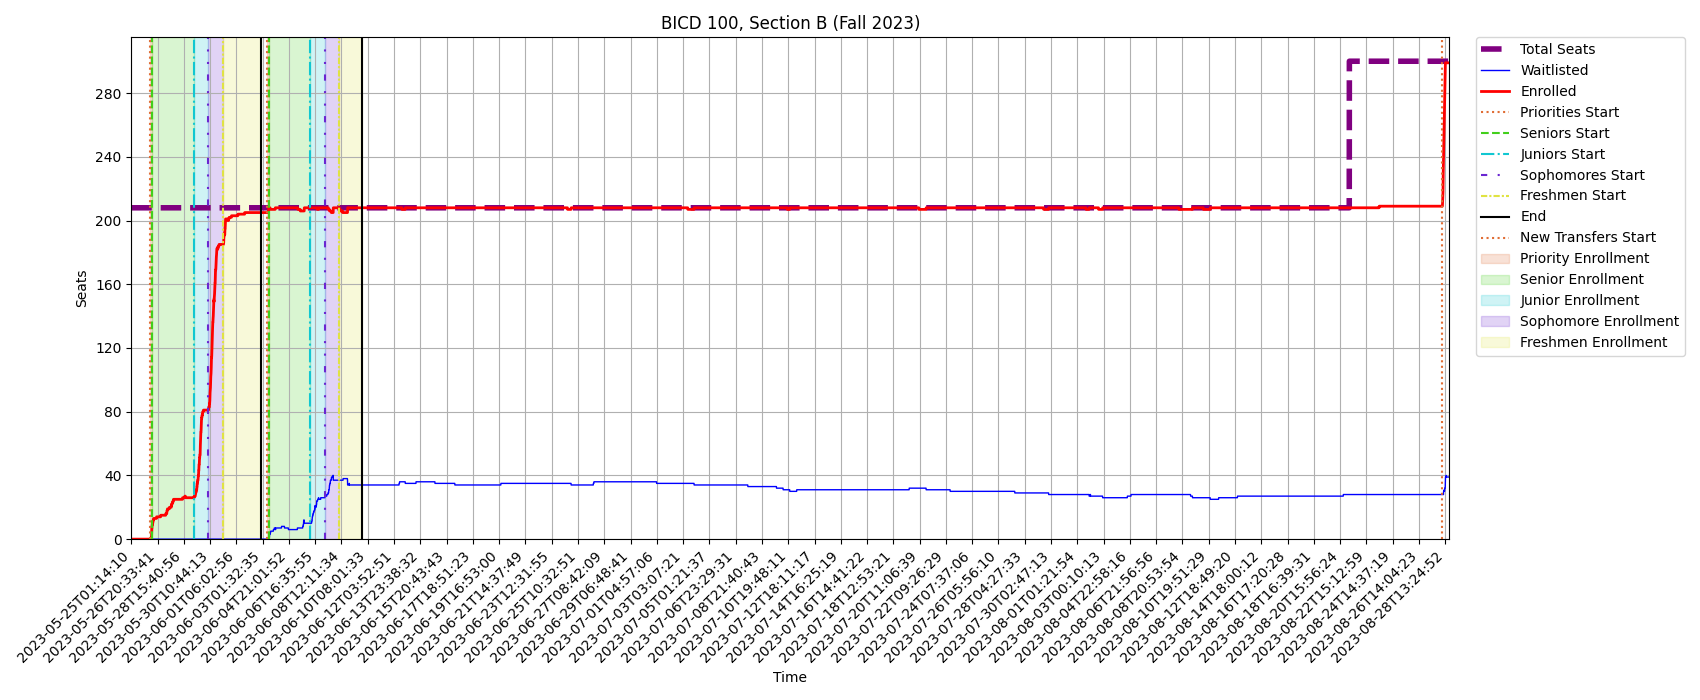 BICD 100, Section B (Fall 2023)
Seats
280
240
200
160
120
80
40
0
2023-05-25T01:14:10
2023-05-26T20:33:41
2023-05-28T15:40:56
2023-05-30T10:44:13
2023-06-01T06:02:56
2023-06-03T01:32:35
2023-06-04T21:01:52
2023-06-06T16:35:55
2023-06-08T12:11:34
2023-06-10T08:01:33
2023-06-12T03:52:51
2023-06-13T23:38:32
2023-06-15T20:43:43
2023-06-17T18:51:23
2023-06-19T16:53:00
2023-06-21T14:37:49
2023-06-23T12:31:55
2023-06-25T10:32:51
2023-06-27T08:42:09
2023-06-29T06:48:41
2023-07-01T04:57:06
2023-07-03T03:07:21
2023-07-05T01:21:37
2023-07-06T23:29:31
2023-07-08T21:40:43
2023-07-10T19:48:11
2023-07-12T18:11:17
2023-07-14T16:25:19
2023-07-16T14:41:22
2023-07-18T12:53:21
2023-07-20T11:06:39
2023-07-22T09:26:29
2023-07-24T07:37:06
2023-07-26T05:56:10
2023-07-28T04:27:33
2023-07-30T02:47:13
2023-08-01T01:21:54
2023-08-03T00:10:13
2023-08-04T22:58:16
2023-08-06T21:56:56
2023-08-08T20:53:54
2023-08-10T19:51:29
2023-08-12T18:49:20
2023-08-14T18:00:12
2023-08-16T17:20:28
2023-08-18T16:39:31
2023-08-20T15:56:24
2023-08-22T15:12:59
2023-08-24T14:37:19
2023-08-26T14:04:23
2023-08-28T13:24:52
Time
Total Seats
Waitlisted
Enrolled
Priorities Start
Seniors Start
Juniors Start
Sophomores Start
Freshmen Start
End
New Transfers Start
Priority Enrollment
Senior Enrollment
Junior Enrollment
Sophomore Enrollment
Freshmen Enrollment